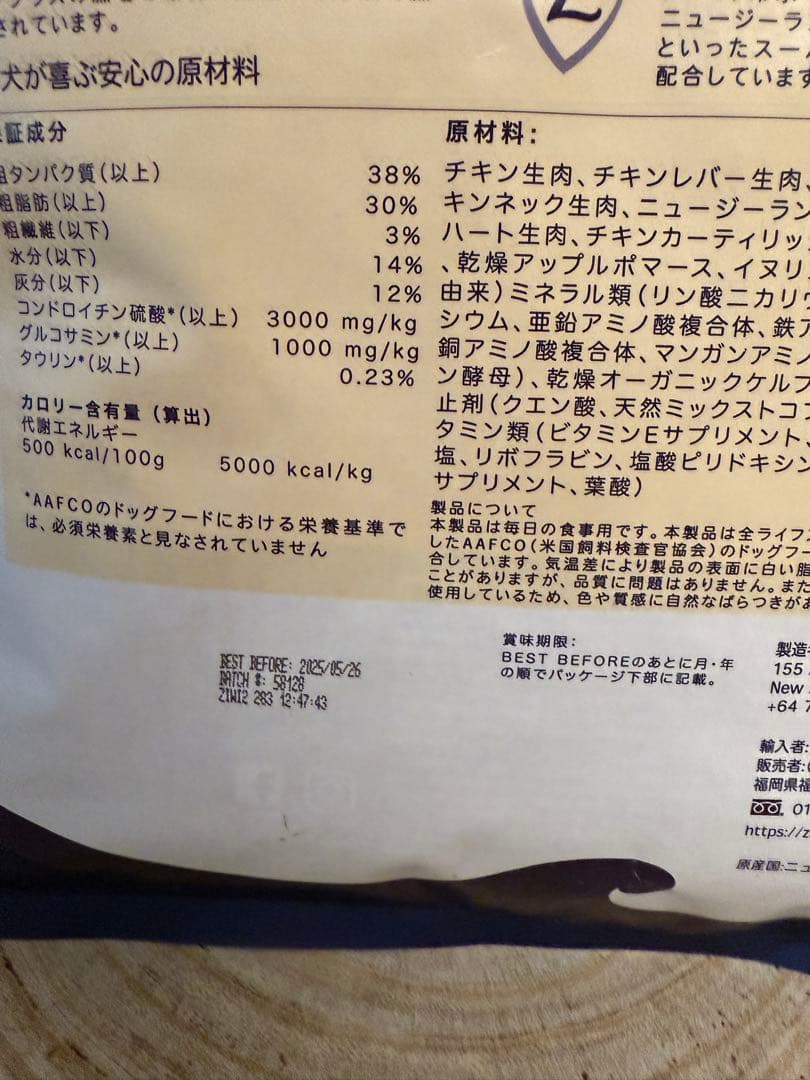 されています。
犬が喜ぶ安心の原材料
ニュージーラ
といったスー
配合しています
証成分
粗タンパク質(以上) 38%
粗脂肪(以上) 30%
粗繊維(以下) 3%
水分(以下) 14%
灰分(以下) 12%
コンドロイチン硫酸*(以上) 3000 mg/kg
グルコサミン*(以上) 1000 mg/kg
タウリン*(以上) 0.23%
カロリー含有量(算出)
代謝エネルギー
500 kcal/100g 5000 kcal/kg
*AAFCOのドッグフードにおける栄養基準で
は、必須栄養素と見なされていません
原材料:
チキン生肉、チキンレバー生肉、
キンネック生肉、ニュージーラン
ハート生肉、チキンカーティリッ
、乾燥アップルポマース、イヌリ
由来)ミネラル類(リン酸二カリウ
シウム、亜鉛アミノ酸複合体、鉄ア
銅アミノ酸複合体、マンガンアミノ
ン酵母)、乾燥オーガニックケルプ
止剤(クエン酸、天然ミックストコフ
タミン類(ビタミンEサプリメント、
塩、リボフラビン、塩酸ピリドキシン
サプリメント、葉酸)
製品について
本製品は毎日の食事用です。本製品は全ライフ
したAAFCO(米国飼料検査官協会)のドッグフー
合しています。気温差により製品の表面に白い脂
ことがありますが、品質に問題はありません。また
使用しているため、色や質感に自然なばらつきがあ
BEST BEFORE: 2025/05/26
BATCH #: 58128
ZIWI2 283 12:47:43
賞味期限:
BEST BEFOREのあとに月・年
の順でパッケージ下部に記載。
製造
155
New
+64 7
輸入者:
販売者:
福岡県福
01
https://z
原産国:ニュ